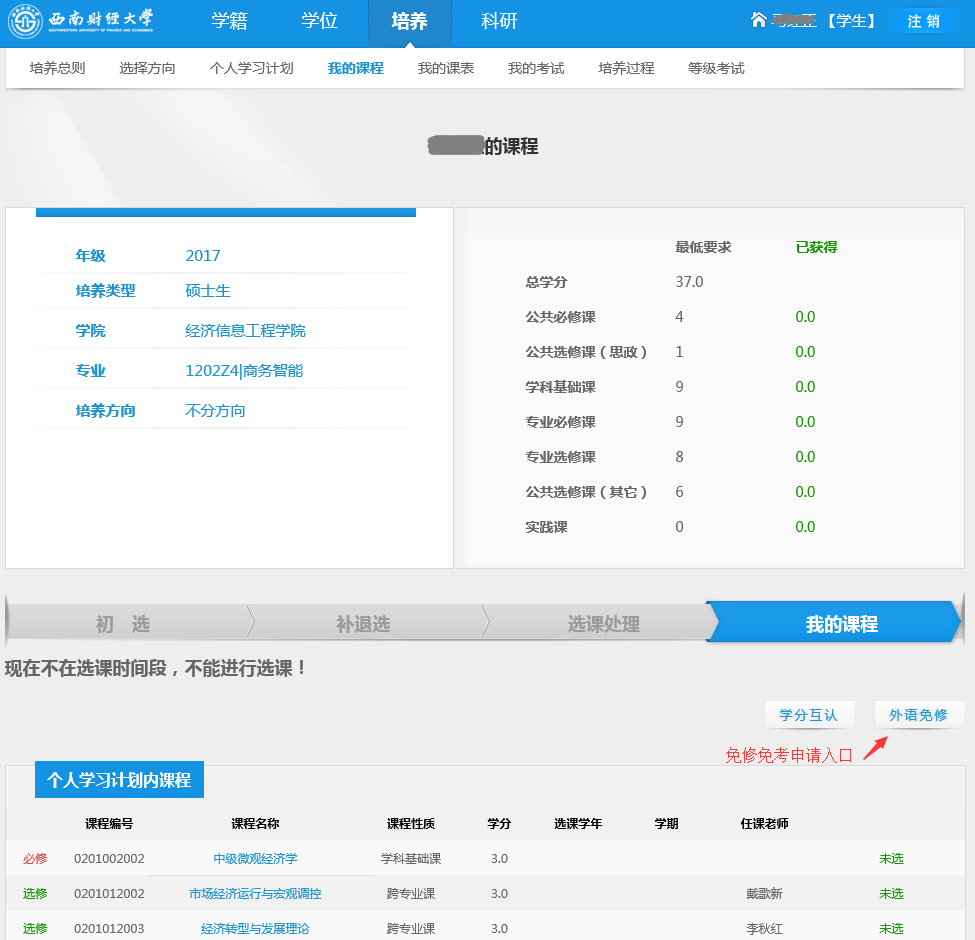 西南财经大学
SOUTHWESTERN UNIVERSITY OF FINANCE AND ECONOMICS
学籍 学位 培养 科研 【学生】 注 销
培养总则 选择方向 个人学习计划 我的课程 我的课表 我的考试 培养过程 等级考试
的课程
年级 2017
培养类型 硕士生
学院 经济信息工程学院
专业 1202Z4|商务智能
培养方向 不分方向
最低要求 已获得
总学分 37.0
公共必修课 4 0.0
公共选修课（思政） 1 0.0
学科基础课 9 0.0
专业必修课 9 0.0
专业选修课 8 0.0
公共选修课（其它） 6 0.0
实践课 0 0.0
初 选 补退选 选课处理 我的课程
现在不在选课时间段，不能进行选课！
学分互认 外语免修
免修免考申请入口
个人学习计划内课程
课程编号 课程名称 课程性质 学分 选课学年 学期 任课老师
必修 0201002002 中级微观经济学 学科基础课 3.0 未选
选修 0201012002 市场经济运行与宏观调控 跨专业课 3.0 戴歌新 未选
选修 0201012003 经济转型与发展理论 跨专业课 3.0 李秋红 未选